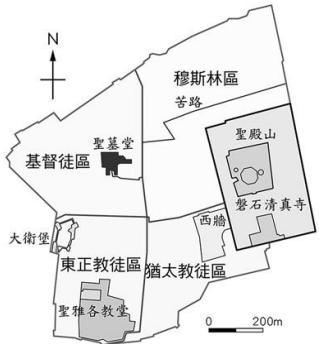 N
穆斯林區
苦路
聖殿山
聖墓堂
基督徒區
磐石清真寺
西牆
大衛堡
東正教徒區
猶太教徒區
聖雅各教堂
0 200m